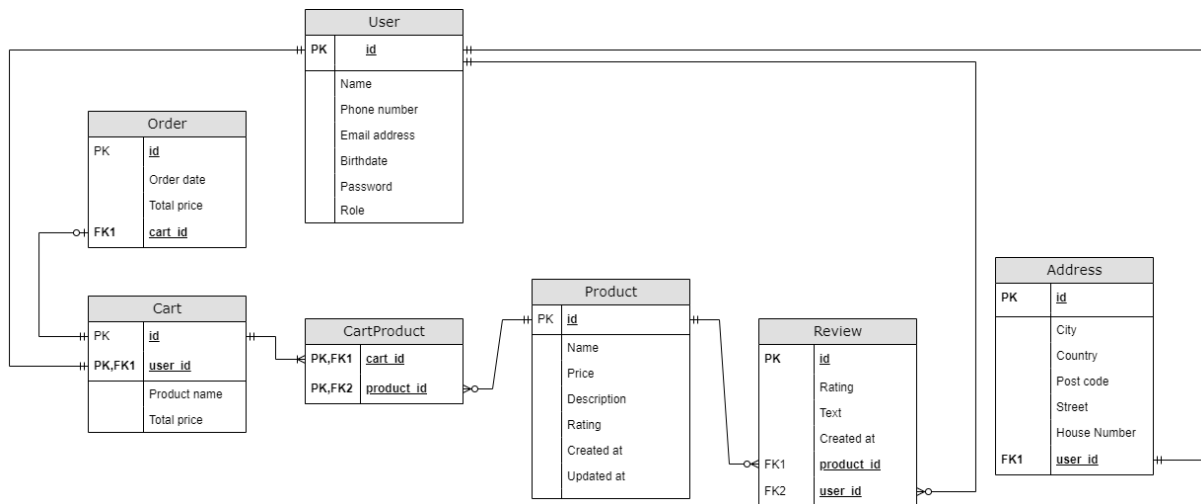 User
PK id
Name
Phone number
Email address
Birthdate
Password
Role
Order
PK id
Order date
Total price
FK1 cart_id
Cart
PK id
PK,FK1 user_id
Product name
Total price
CartProduct
PK,FK1 cart_id
PK,FK2 product_id
Product
PK id
Name
Price
Description
Rating
Created at
Updated at
Review
PK id
Rating
Text
Created at
FK1 product_id
FK2 user_id
Address
PK id
City
Country
Post code
Street
House Number
FK1 user_id